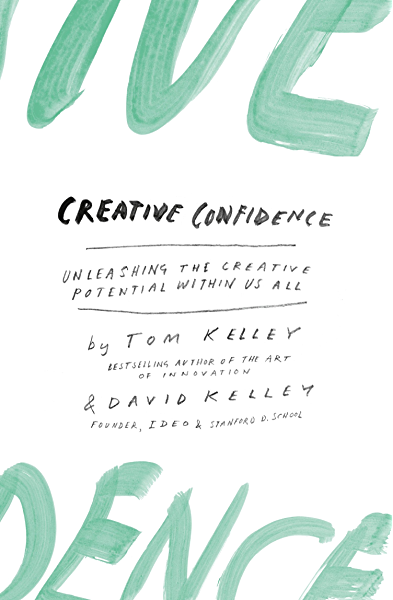 IVE
CREATIVE CONFIDENCE
UNLEASHING THE CREATIVE
POTENTIAL WITHIN US ALL
by TOM KELLEY
BESTSELLING AUTHOR OF THE ART
OF INNOVATION
& DAVID KELLEY
FOUNDER, IDEO & STANFORD D.SCHOOL
DENCE